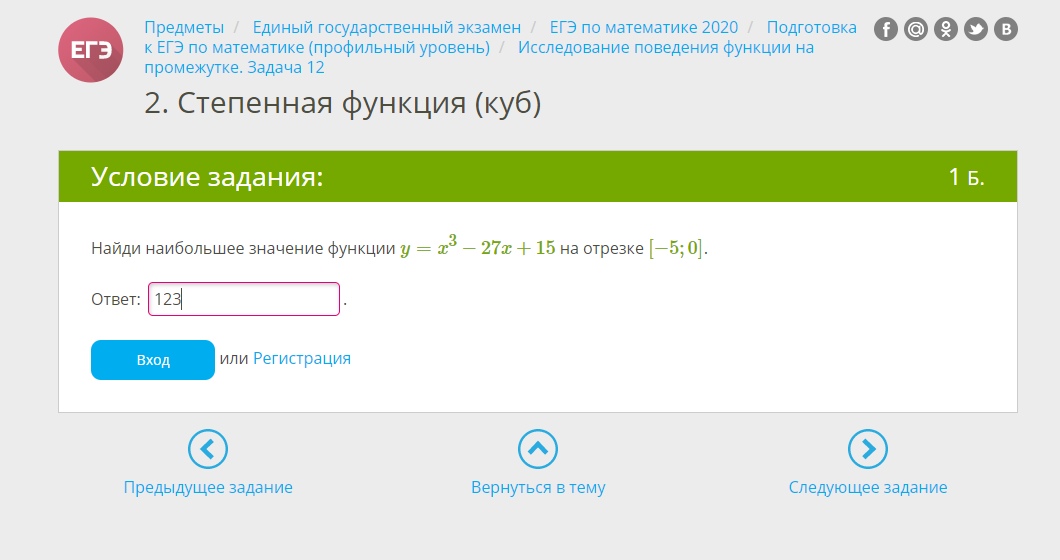 ЕГЭ
Предметы / Единый государственный экзамен / ЕГЭ по математике 2020 / Подготовка
к ЕГЭ по математике (профильный уровень) / Исследование поведения функции на
промежутке. Задача 12
2. Степенная функция (куб)
Условие задания: 1 Б.
Найди наибольшее значение функции y = x³ − 27x + 15 на отрезке [−5; 0].
Ответ: 123.
Вход или Регистрация
Предыдущее задание Вернуться в тему Следующее задание